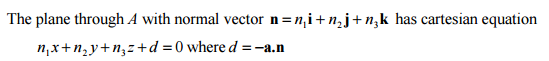 The plane through A with normal vector n = n₁i + n₂j + n₃k has cartesian equation
n₁x + n₂y + n₃z + d = 0 where d = −a.n